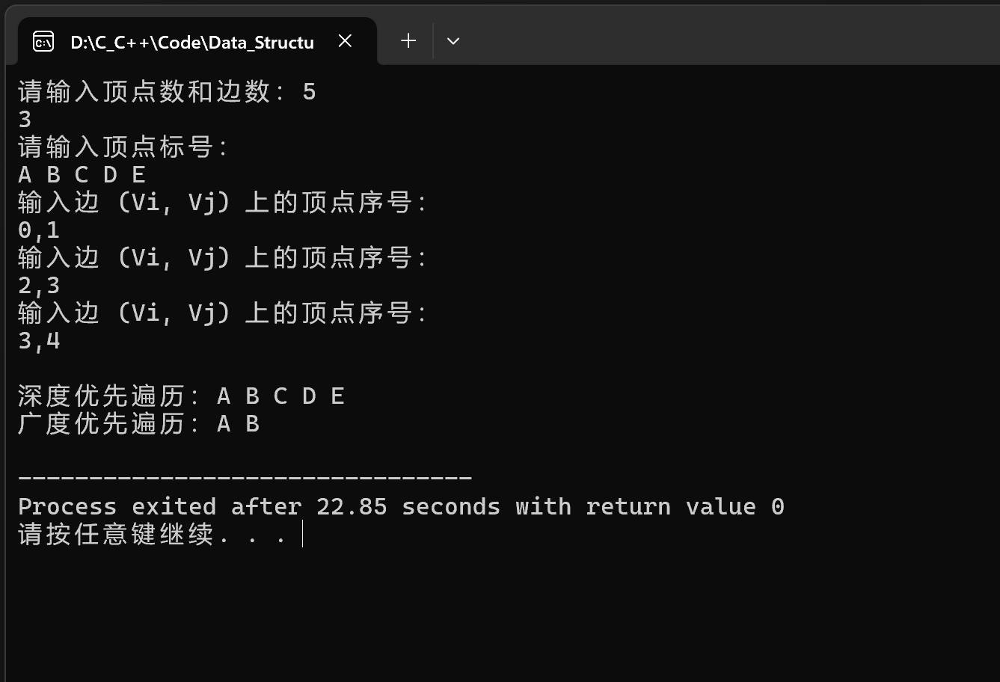 D:\C_C++\Code\Data_Structu
请输入顶点数和边数：5
3
请输入顶点标号：
A B C D E
输入边 (Vi, Vj) 上的顶点序号：
0,1
输入边 (Vi, Vj) 上的顶点序号：
2,3
输入边 (Vi, Vj) 上的顶点序号：
3,4
深度优先遍历：A B C D E
广度优先遍历：A B
--------------------------------
Process exited after 22.85 seconds with return value 0
请按任意键继续. . .